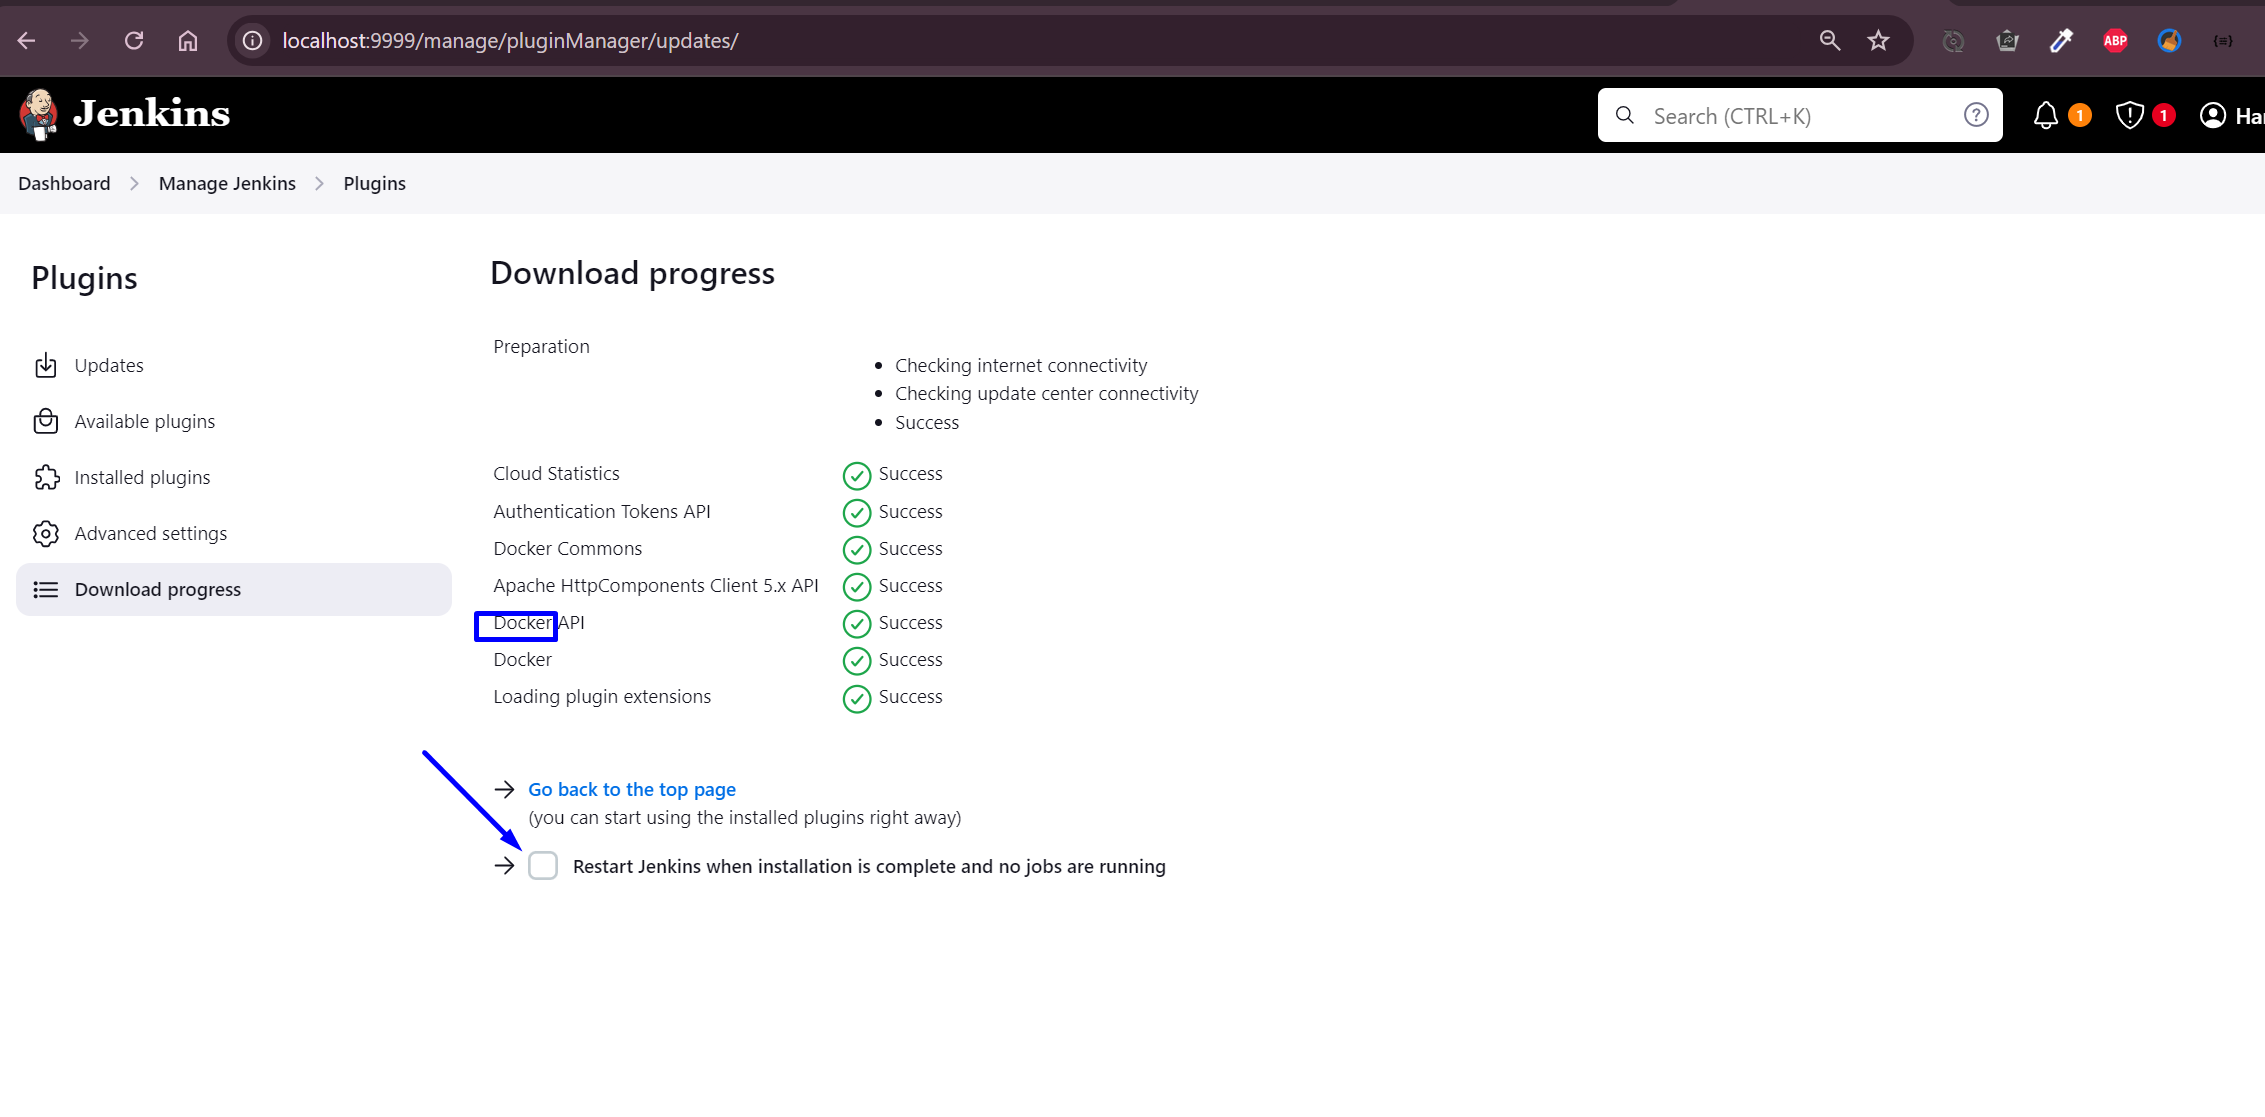 localhost:9999/manage/pluginManager/updates/
ABP
Jenkins
Search (CTRL+K)
1
1
Har
Dashboard
Manage Jenkins
Plugins
Plugins
Updates
Available plugins
Installed plugins
Advanced settings
Download progress
Download progress
Preparation
Checking internet connectivity
Checking update center connectivity
Success
Cloud Statistics Success
Authentication Tokens API Success
Docker Commons Success
Apache HttpComponents Client 5.x API Success
Docker API Success
Docker Success
Loading plugin extensions Success
Go back to the top page
(you can start using the installed plugins right away)
Restart Jenkins when installation is complete and no jobs are running